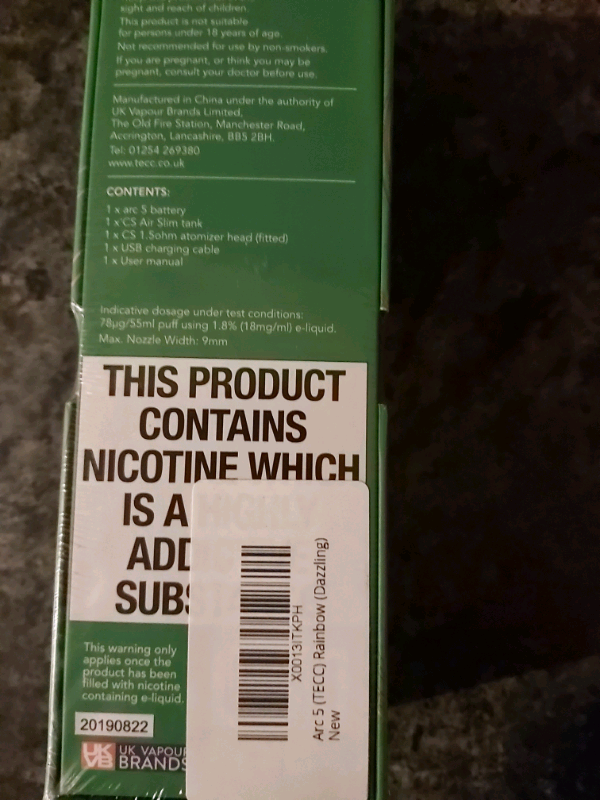 sight and reach of children.
This product is not suitable
for persons under 18 years of age.
Not recommended for use by non-smokers.
If you are pregnant, or think you may be
pregnant, consult your doctor before use.
Manufactured in China under the authority of
UK Vapour Brands Limited,
The Old Fire Station, Manchester Road,
Accrington, Lancashire, BB5 2BH.
Tel: 01254 269380
www.tecc.co.uk
CONTENTS:
1 x arc 5 battery
1 x CS Air Slim tank
1 x CS 1.5ohm atomizer head (fitted)
1 x USB charging cable
1 x User manual
Indicative dosage under test conditions:
78µg/55ml puff using 1.8% (18mg/ml) e-liquid.
Max. Nozzle Width: 9mm
THIS PRODUCT
CONTAINS
NICOTINE WHICH
IS A HIGHLY
ADD
SUBS
This warning only
applies once the
product has been
filled with nicotine
containing e-liquid.
20190822
UK
VB
UK VAPOUR
BRANDS
X0013ITKPH
Arc 5 (TECC) Rainbow (Dazzling)
New